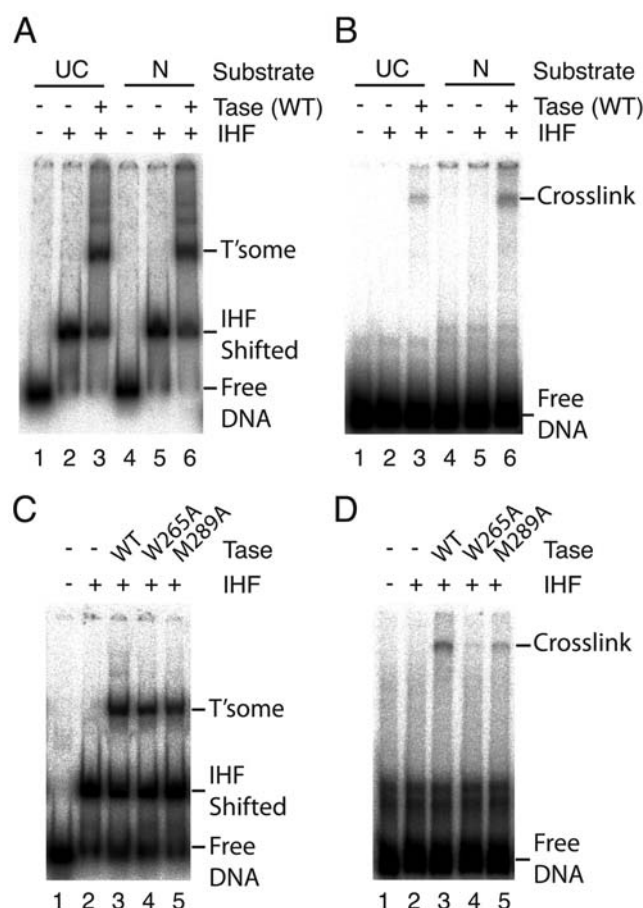 A
UC N Substrate
- - + - - + Tase (WT)
- + + - + + IHF
T'some
IHF
Shifted
Free
DNA
1 2 3 4 5 6
B
UC N Substrate
- - + - - + Tase (WT)
- + + - + + IHF
Crosslink
Free
DNA
1 2 3 4 5 6
C
- - WT W265A M289A Tase
- + + + + IHF
T'some
IHF
Shifted
Free
DNA
1 2 3 4 5
D
- - WT W265A M289A Tase
- + + + + IHF
Crosslink
Free
DNA
1 2 3 4 5